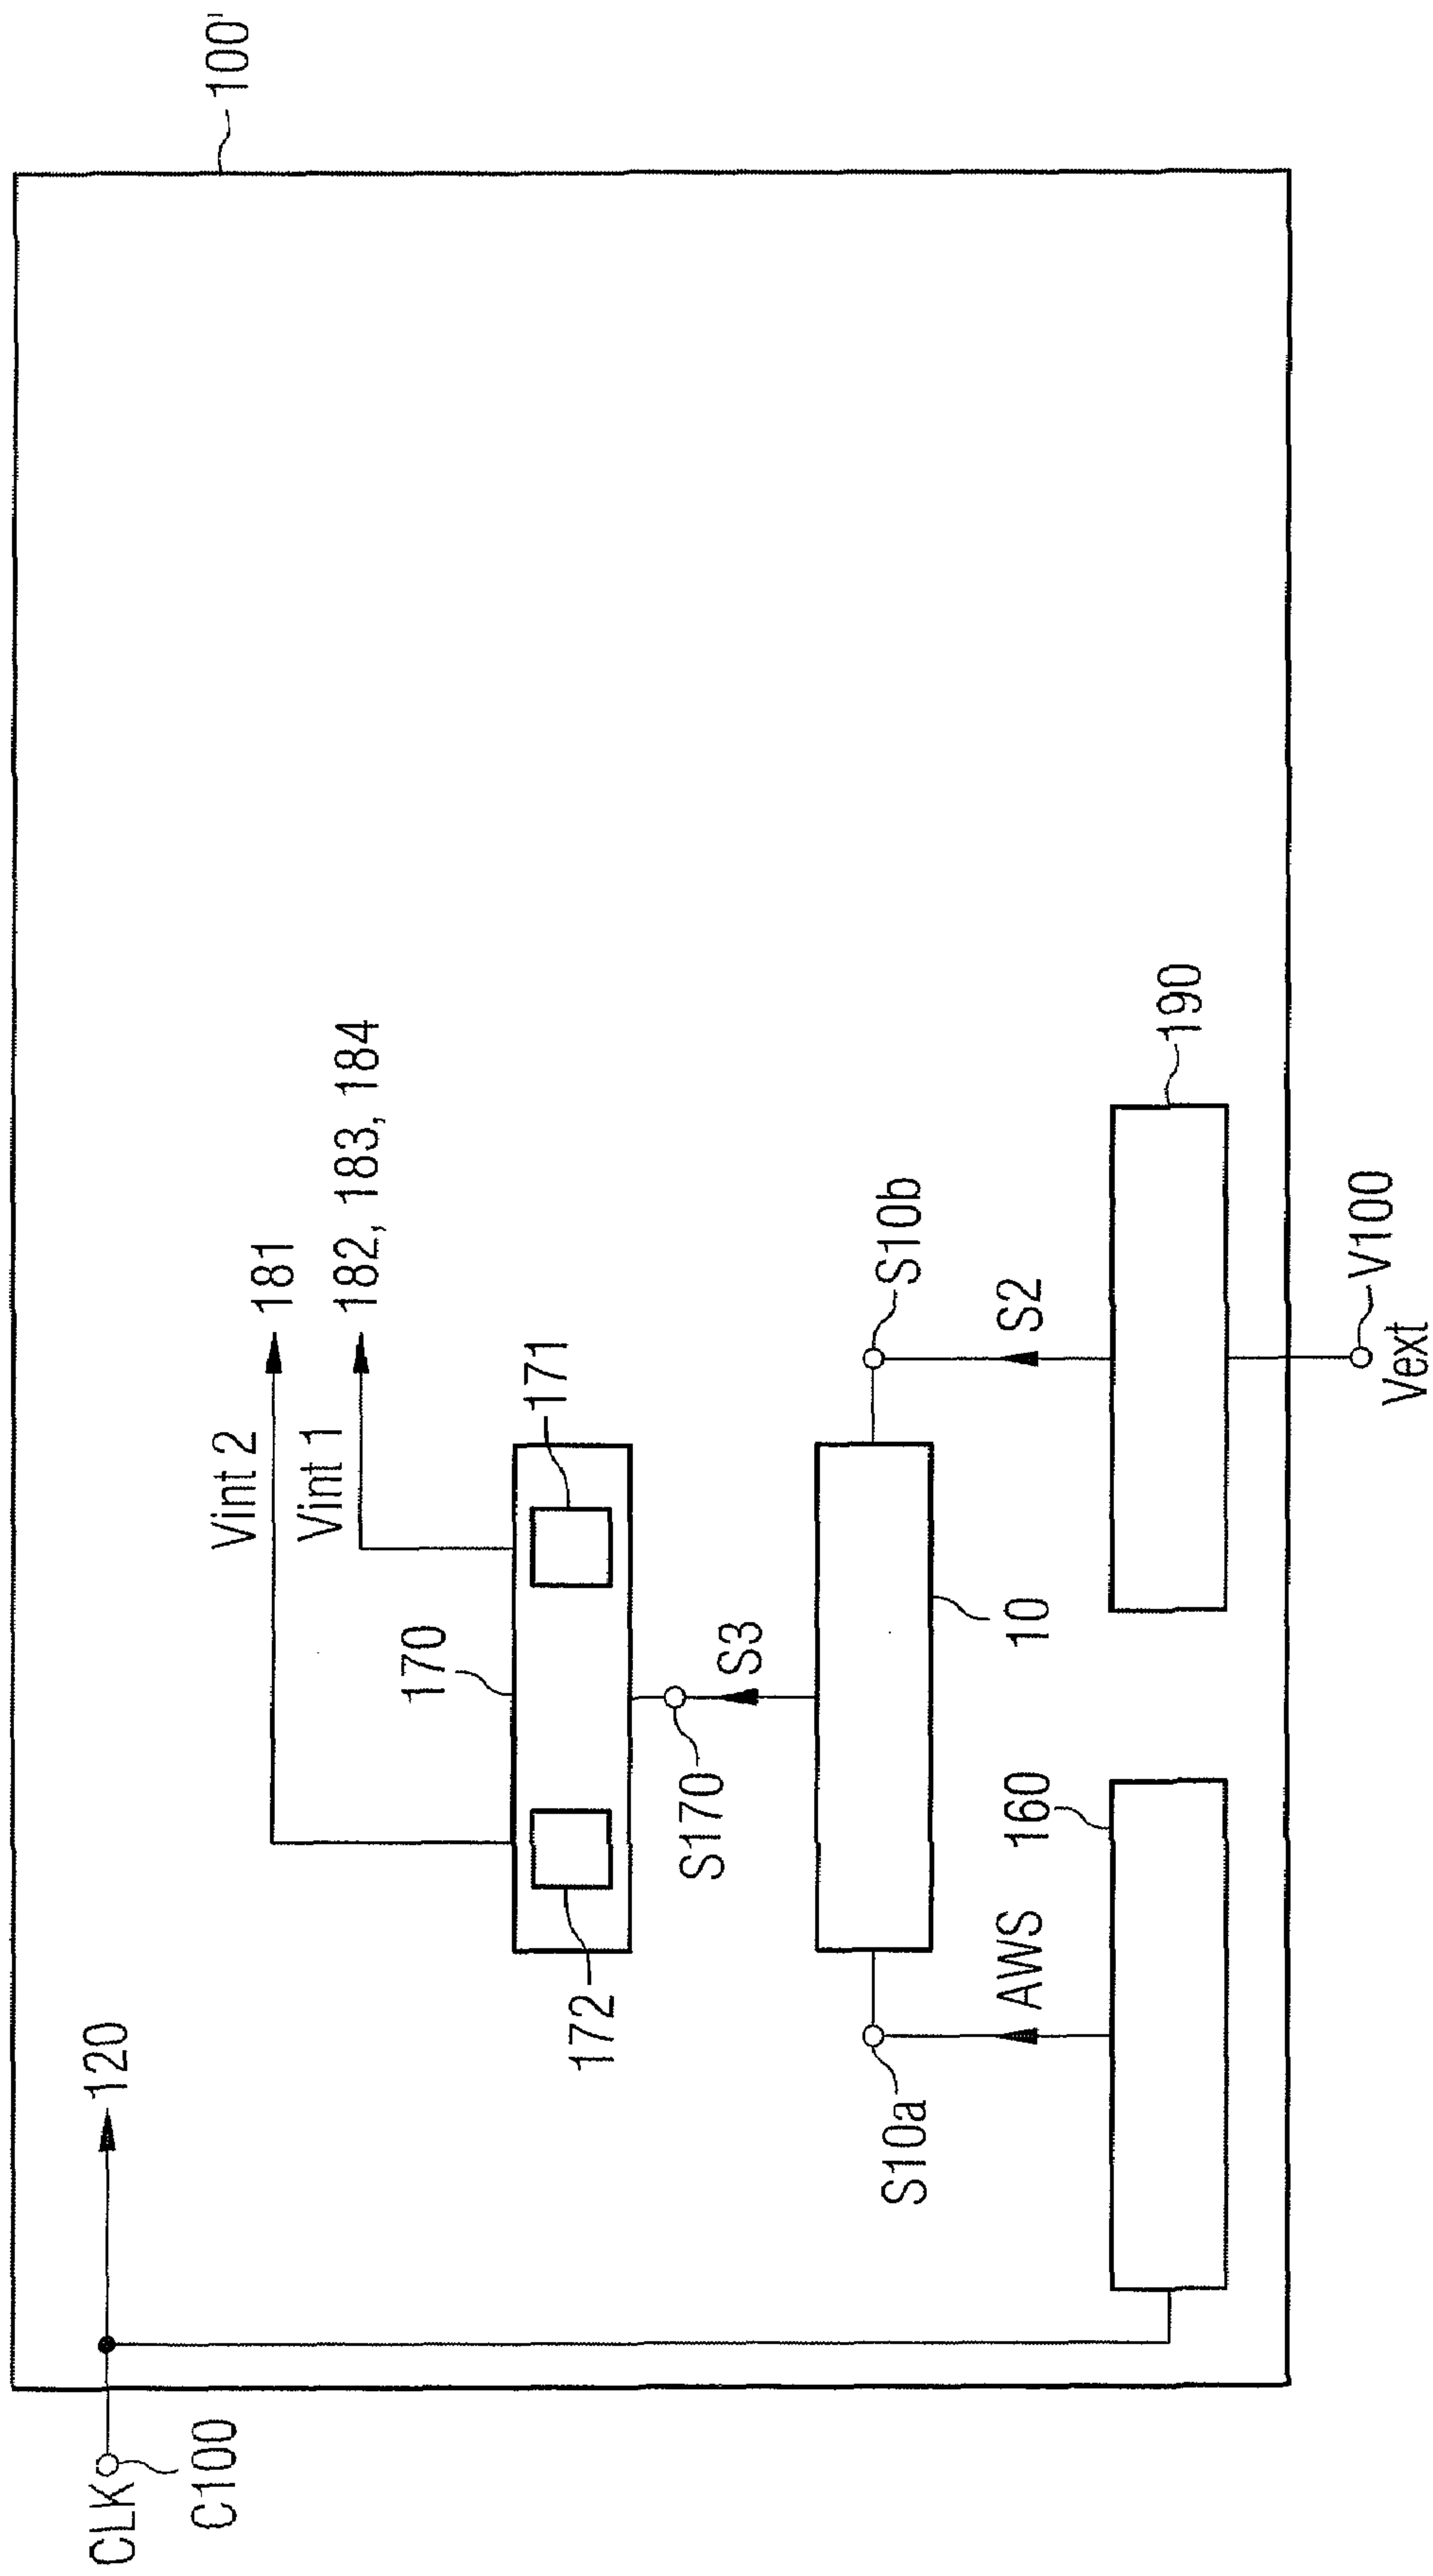 100'
CLK
C100
120
Vint 2
181
Vint 1
182, 183, 184
170
172
171
S170
S3
S10a
S10b
10
AWS
S2
160
190
Vext
V100